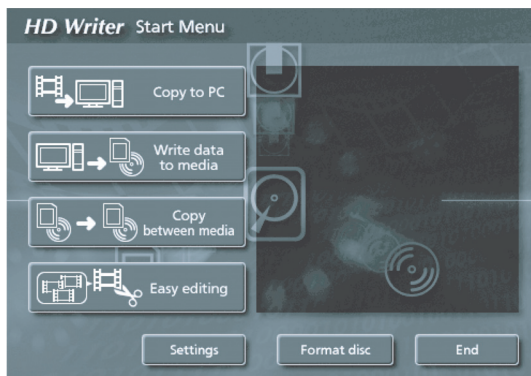 HD Writer Start Menu
Copy to PC
Write data
to media
Copy
between media
Easy editing
Settings
Format disc
End